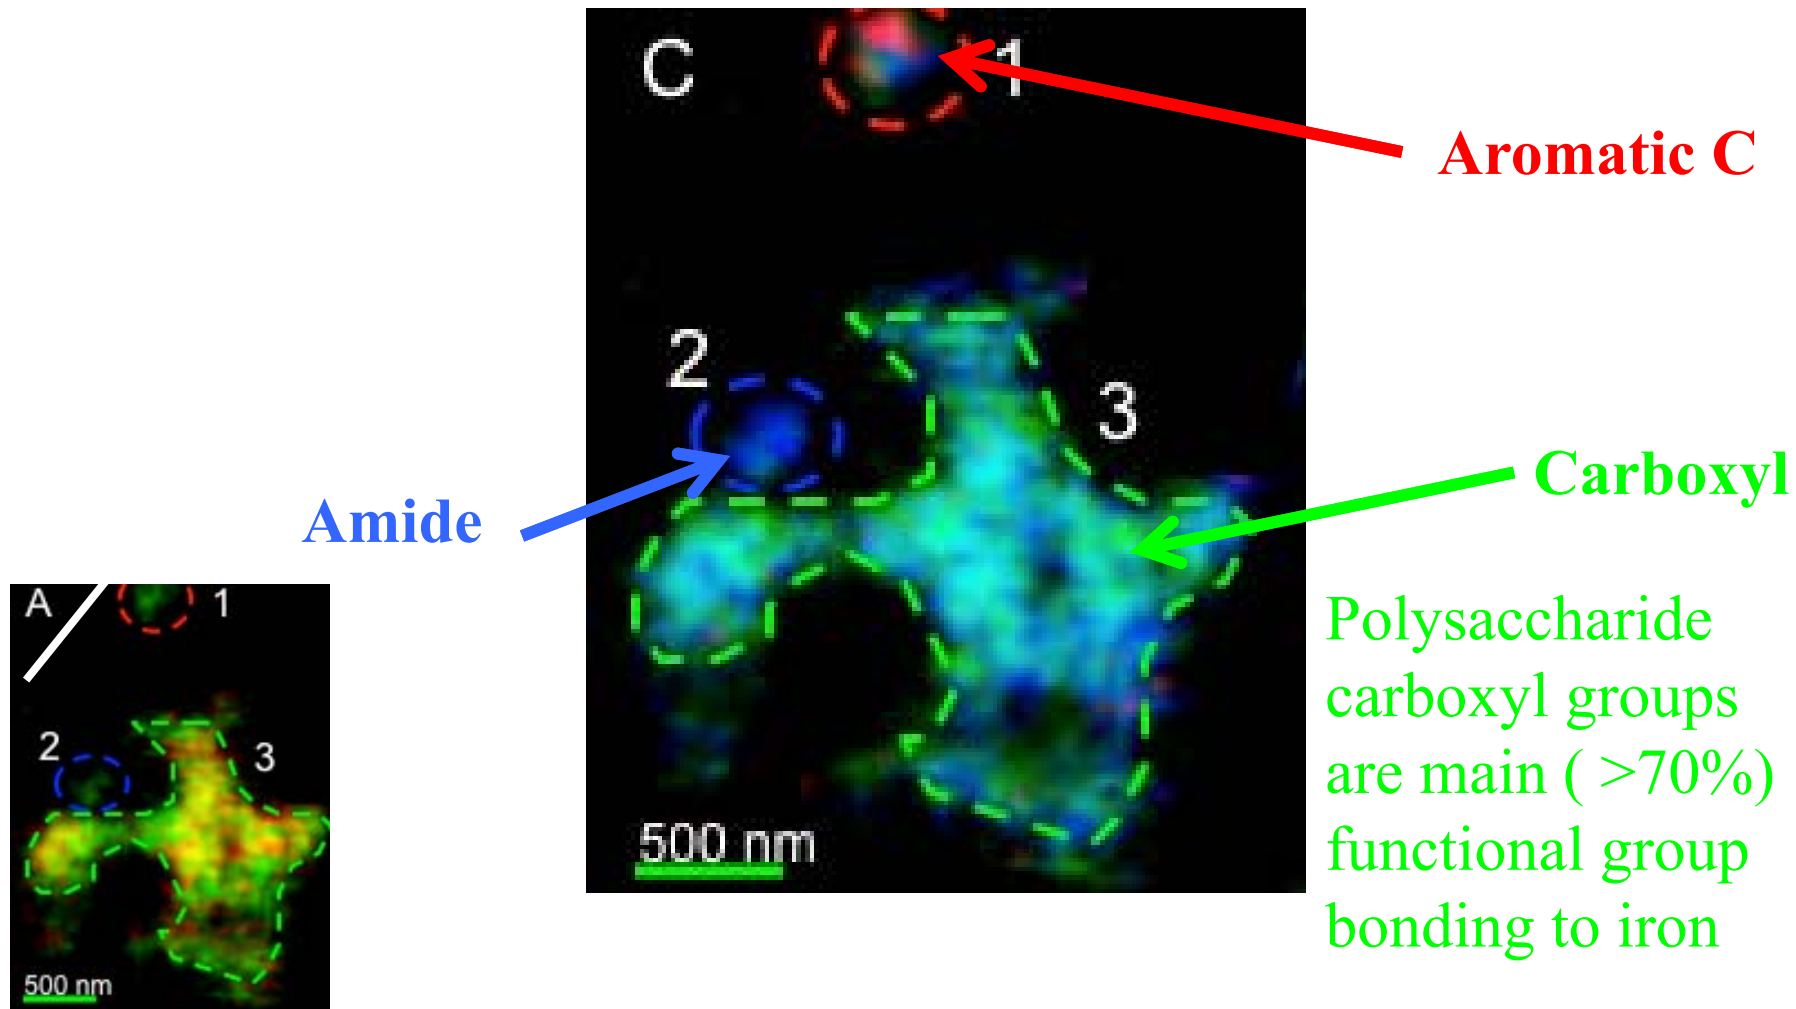 C
1
Aromatic C
2
3
Carboxyl
Amide
A
1
2
3
500 nm
500 nm
Polysaccharide
carboxyl groups
are main ( >70%)
functional group
bonding to iron